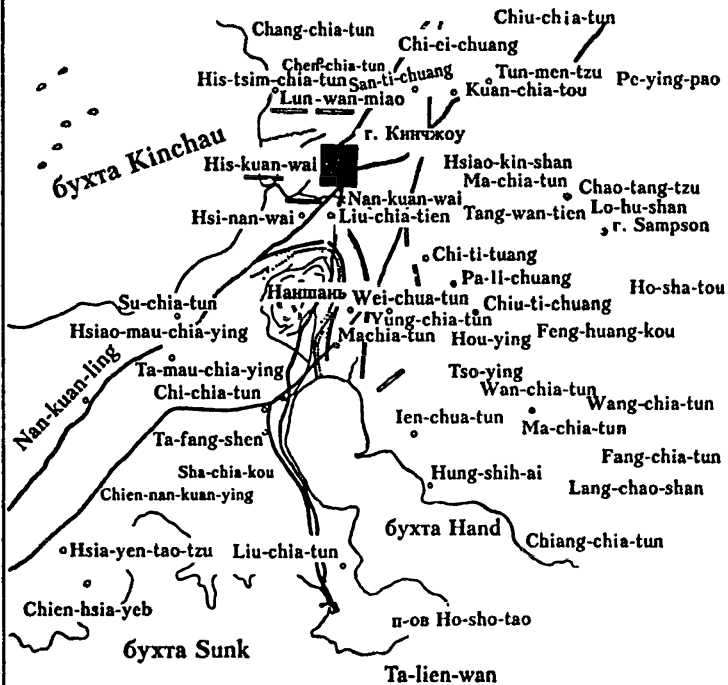 Chang-chia-tun
Chiu-chia-tun
Chi-ei-chuang
Chen-chia-tun
His-tsim-chia-tun
San-ti-chuang
Tun-men-tzu
Pc-ying-pao
Kuan-chia-tou
Lun-wan-miao
бухта Kinchau
г. Кинчжоу
His-kuan-wai
Hsiao-kin-shan
Ma-chia-tun
Chao-tang-tzu
Nan-kuan-wai
Lo-hu-shan
Hsi-nan-wai
Liu-chia-tien
Tang-wan-tien
г. Sampson
Chi-ti-tuang
Pa-li-chuang
Ho-sha-tou
Наншань
Wei-chua-tun
Chiu-ti-chuang
Su-chia-tun
Yung-chia-tun
Hsiao-mau-chia-ying
Machia-tun
Hou-ying
Feng-huang-kou
Nan-kuan-ling
Ta-mau-chia-ying
Tso-ying
Chi-chia-tun
Wan-chia-tun
Wang-chia-tun
Ien-chua-tun
Ma-chia-tun
Ta-fang-shen
Fang-chia-tun
Sha-chia-kou
Hung-shih-ai
Lang-chao-shan
Chien-nan-kuan-ying
бухта Hand
Chiang-chia-tun
Hsia-yen-tao-tzu
Liu-chia-tun
Chien-hsia-yeb
п-ов Ho-sho-tao
бухта Sunk
Ta-lien-wan